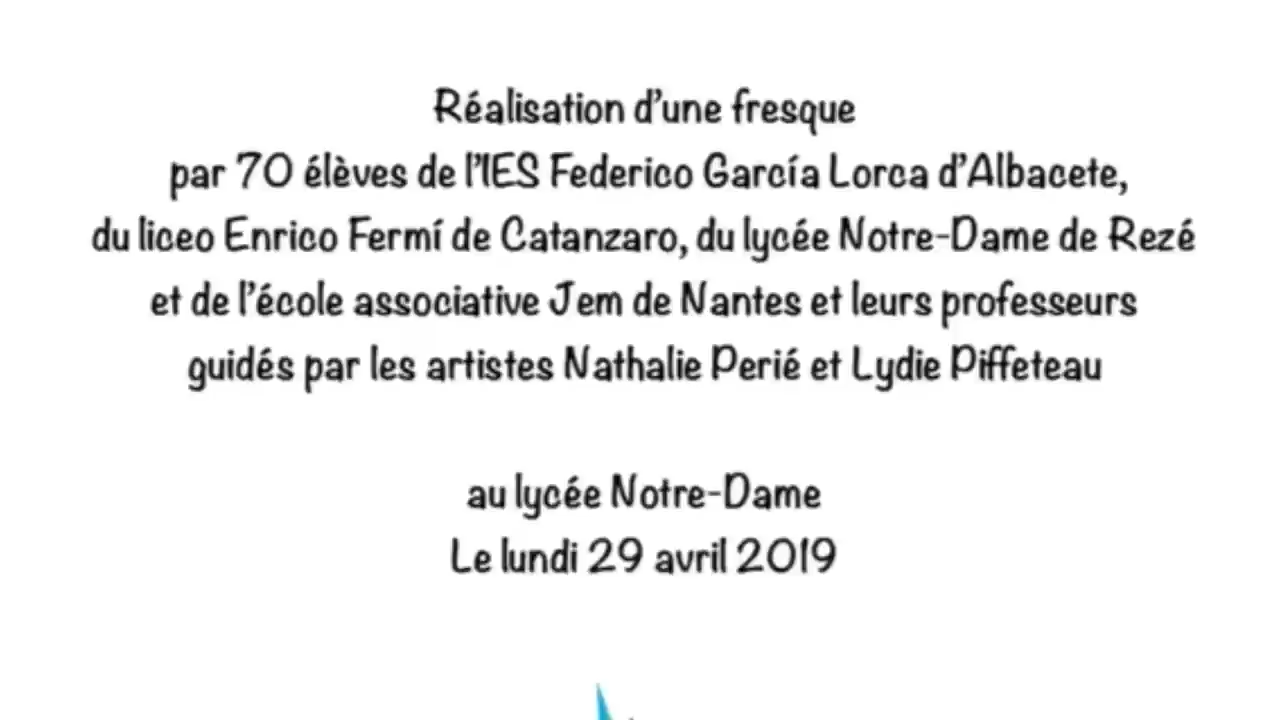 Réalisation d'une fresque
par 70 élèves de l'IES Federico García Lorca d'Albacete,
du liceo Enrico Fermí de Catanzaro, du lycée Notre-Dame de Rezé
et de l'école associative Jem de Nantes et leurs professeurs
guidés par les artistes Nathalie Perié et Lydie Piffeteau
au lycée Notre-Dame
Le lundi 29 avril 2019